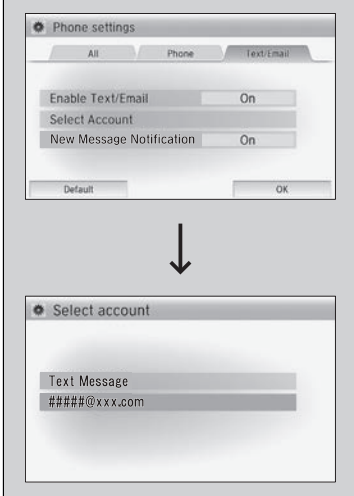 Phone settings
All Phone Text/Email
Enable Text/Email On
Select Account
New Message Notification On
Default OK
Select account
Text Message
#####@xxx.com